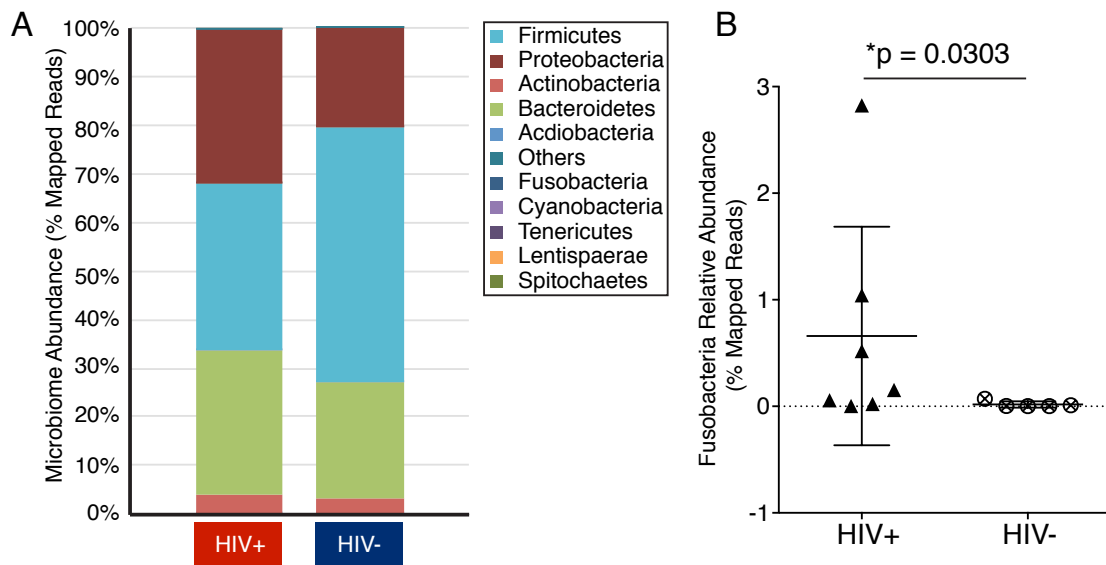 A
Microbiome Abundance (% Mapped Reads)
100%
90%
80%
70%
60%
50%
40%
30%
20%
10%
0%
HIV+
HIV-
Firmicutes
Proteobacteria
Actinobacteria
Bacteroidetes
Acdiobacteria
Others
Fusobacteria
Cyanobacteria
Tenericutes
Lentispaerae
Spitochaetes
B
*p = 0.0303
Fusobacteria Relative Abundance
(% Mapped Reads)
3
2
1
0
-1
HIV+
HIV-